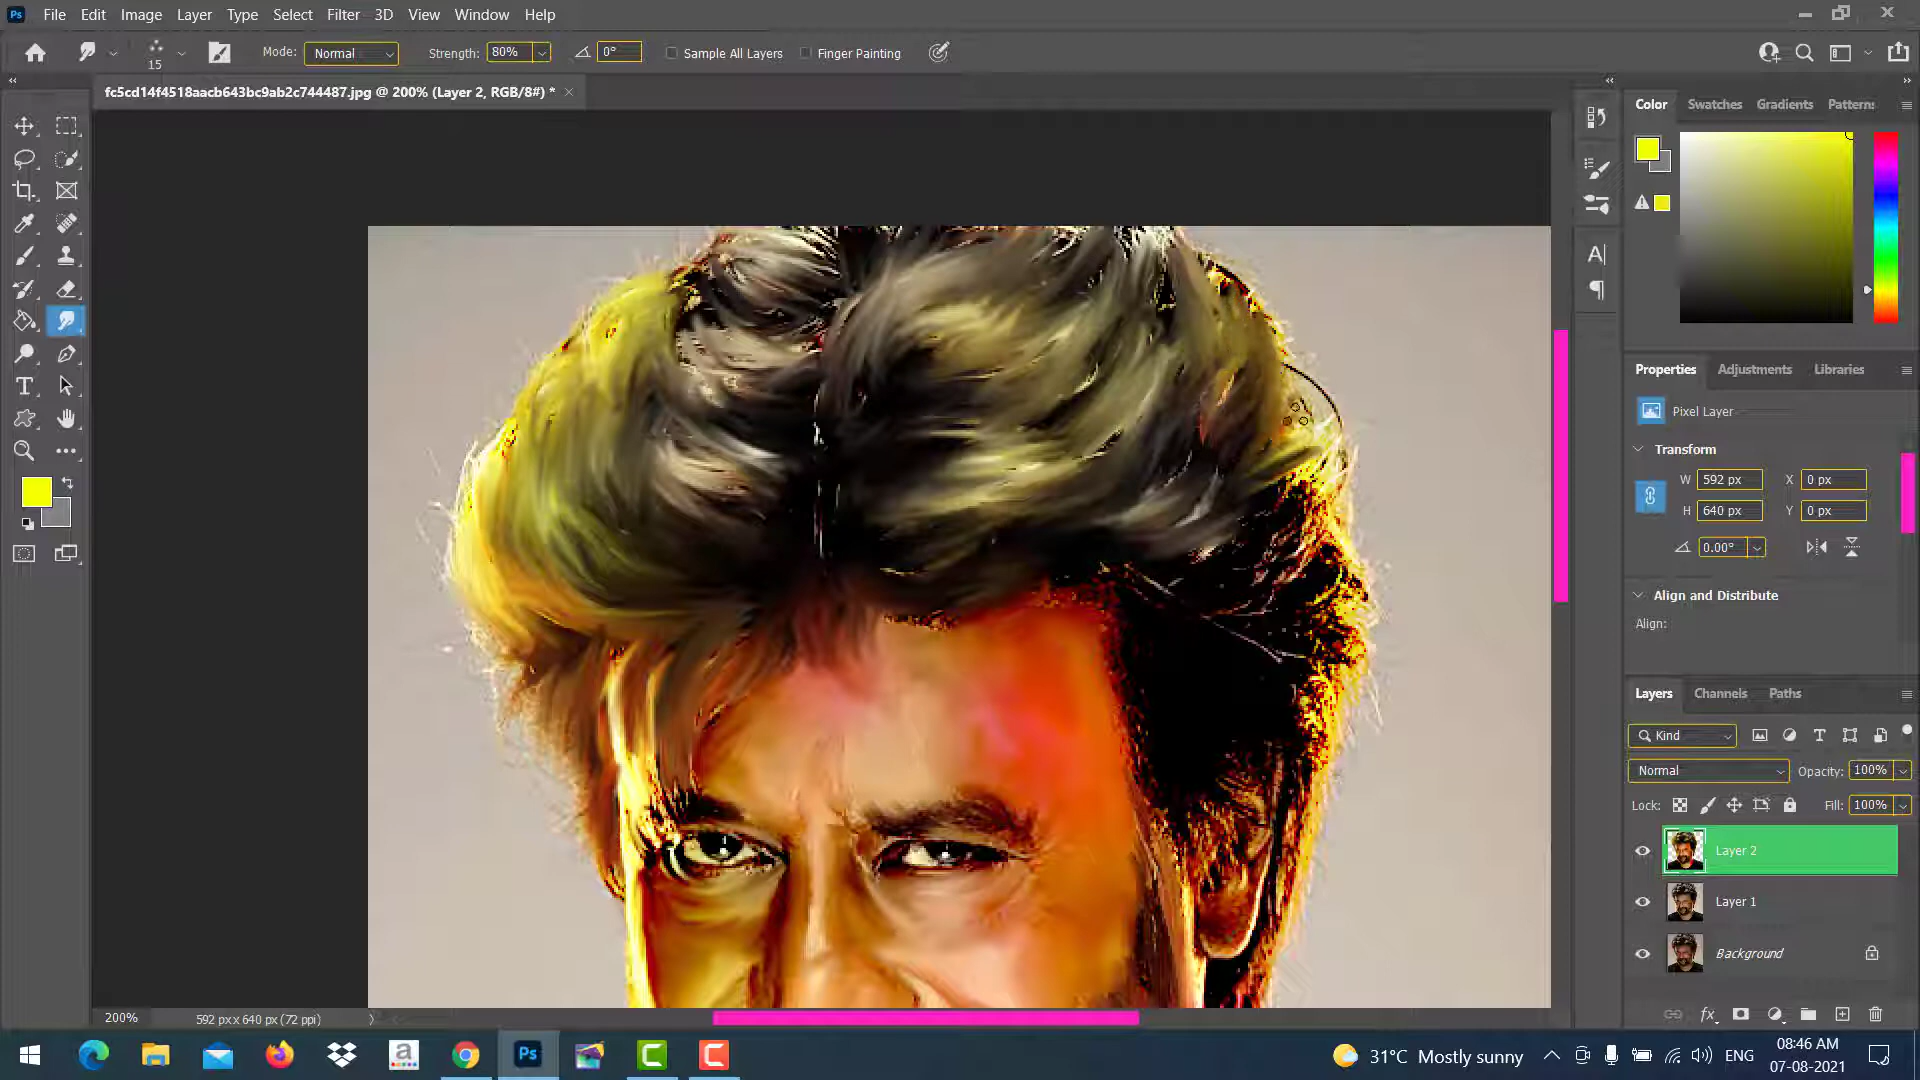 Ps File Edit Image Layer Type Select Filter 3D View Window Help
15 Mode: Normal Strength: 80% 0° Sample All Layers Finger Painting
fc5cd14f4518aacb643bc9ab2c744487.jpg @ 200% (Layer 2, RGB/8#) * ×
Color Swatches Gradients Patterns
Properties Adjustments Libraries
Pixel Layer
Transform
W 592 px X 0 px
H 640 px Y 0 px
0.00°
Align and Distribute
Align:
Layers Channels Paths
Kind
Normal Opacity: 100%
Lock: Fill: 100%
Layer 2
Layer 1
Background
200% 592 px x 640 px (72 ppi)
a Ps 31°C Mostly sunny ENG 08:46 AM
07-08-2021